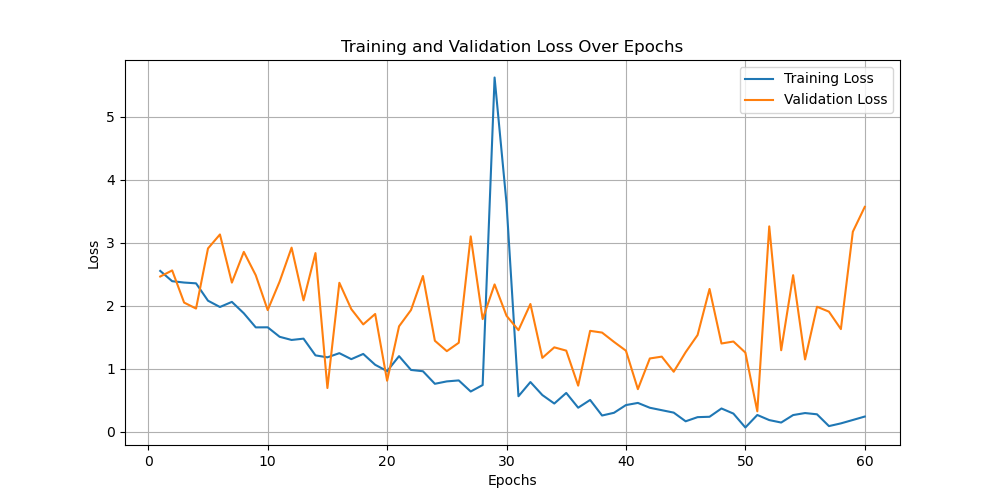 Training and Validation Loss Over Epochs
Training Loss
Validation Loss
Loss
5
4
3
2
1
0
0 10 20 30 40 50 60
Epochs